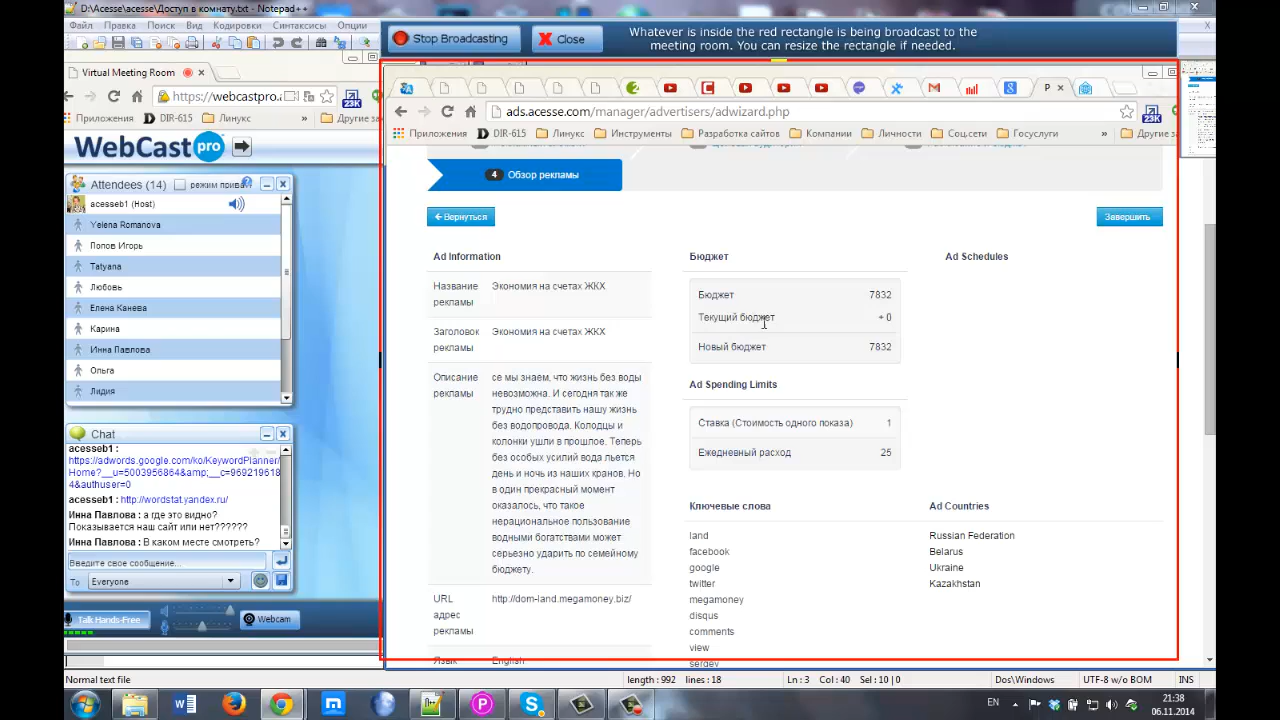 D:\Acesse\acesse\Доступ в комнату.txt - Notepad++
Файл Правка Поиск Вид Кодировки Синтаксисы Опции
Stop Broadcasting
Close
Whatever is inside the red rectangle is being broadcast to the
meeting room. You can resize the rectangle if needed.
Virtual Meeting Room
https://webcastpro.
23K
Приложения DIR-615 Линукс » Другие за
WebCast pro
ads.acesse.com/manager/advertisers/adwizard.php
23K
Приложения DIR-615 Линукс Инструменты Разработка сайтов Компании Личности Соц.сети Госуслуги » Другие
Attendees (14) режим прива
acesseb1 (Host)
Yelena Romanova
Попов Игорь
Tatyana
Любовь
Елена Канева
Карина
Инна Павлова
Ольга
Лидия
Chat
acesseb1 :
https://adwords.google.com/ko/KeywordPlanner/
Home?__u=5003956864&amp;__c=969219618
4&authuser=0
acesseb1 : http://wordstat.yandex.ru/
Инна Павлова : а где это видно?
Показывается наш сайт или нет??????
Инна Павлова : В каком месте смотреть?
Введите свое сообщение...
To Everyone
Talk Hands-Free
Webcam
4 Обзор рекламы
Вернуться
Завершить
Ad Information
Название
рекламы
Экономия на счетах ЖКХ
Заголовок
рекламы
Экономия на счетах ЖКХ
Описание
рекламы
се мы знаем, что жизнь без воды
невозможна. И сегодня так же
трудно представить нашу жизнь
без водопровода. Колодцы и
колонки ушли в прошлое. Теперь
без особых усилий вода льется
день и ночь из наших кранов. Но
в один прекрасный момент
оказалось, что такое
нерациональное пользование
водными богатствами может
серьезно ударить по семейному
бюджету.
URL
адрес
рекламы
http://dom-land.megamoney.biz/
Язык English
Бюджет
Бюджет 7832
Текущий бюджет + 0
Новый бюджет 7832
Ad Spending Limits
Ставка (Стоимость одного показа) 1
Ежедневный расход 25
Ключевые слова
land
facebook
google
twitter
megamoney
disqus
comments
view
sergey
Ad Schedules
Ad Countries
Russian Federation
Belarus
Ukraine
Kazakhstan
Normal text file length : 992 lines : 18 Ln : 3 Col : 40 Sel : 10 | 0 Dos\Windows UTF-8 w/o BOM INS
EN
21:38
06.11.2014